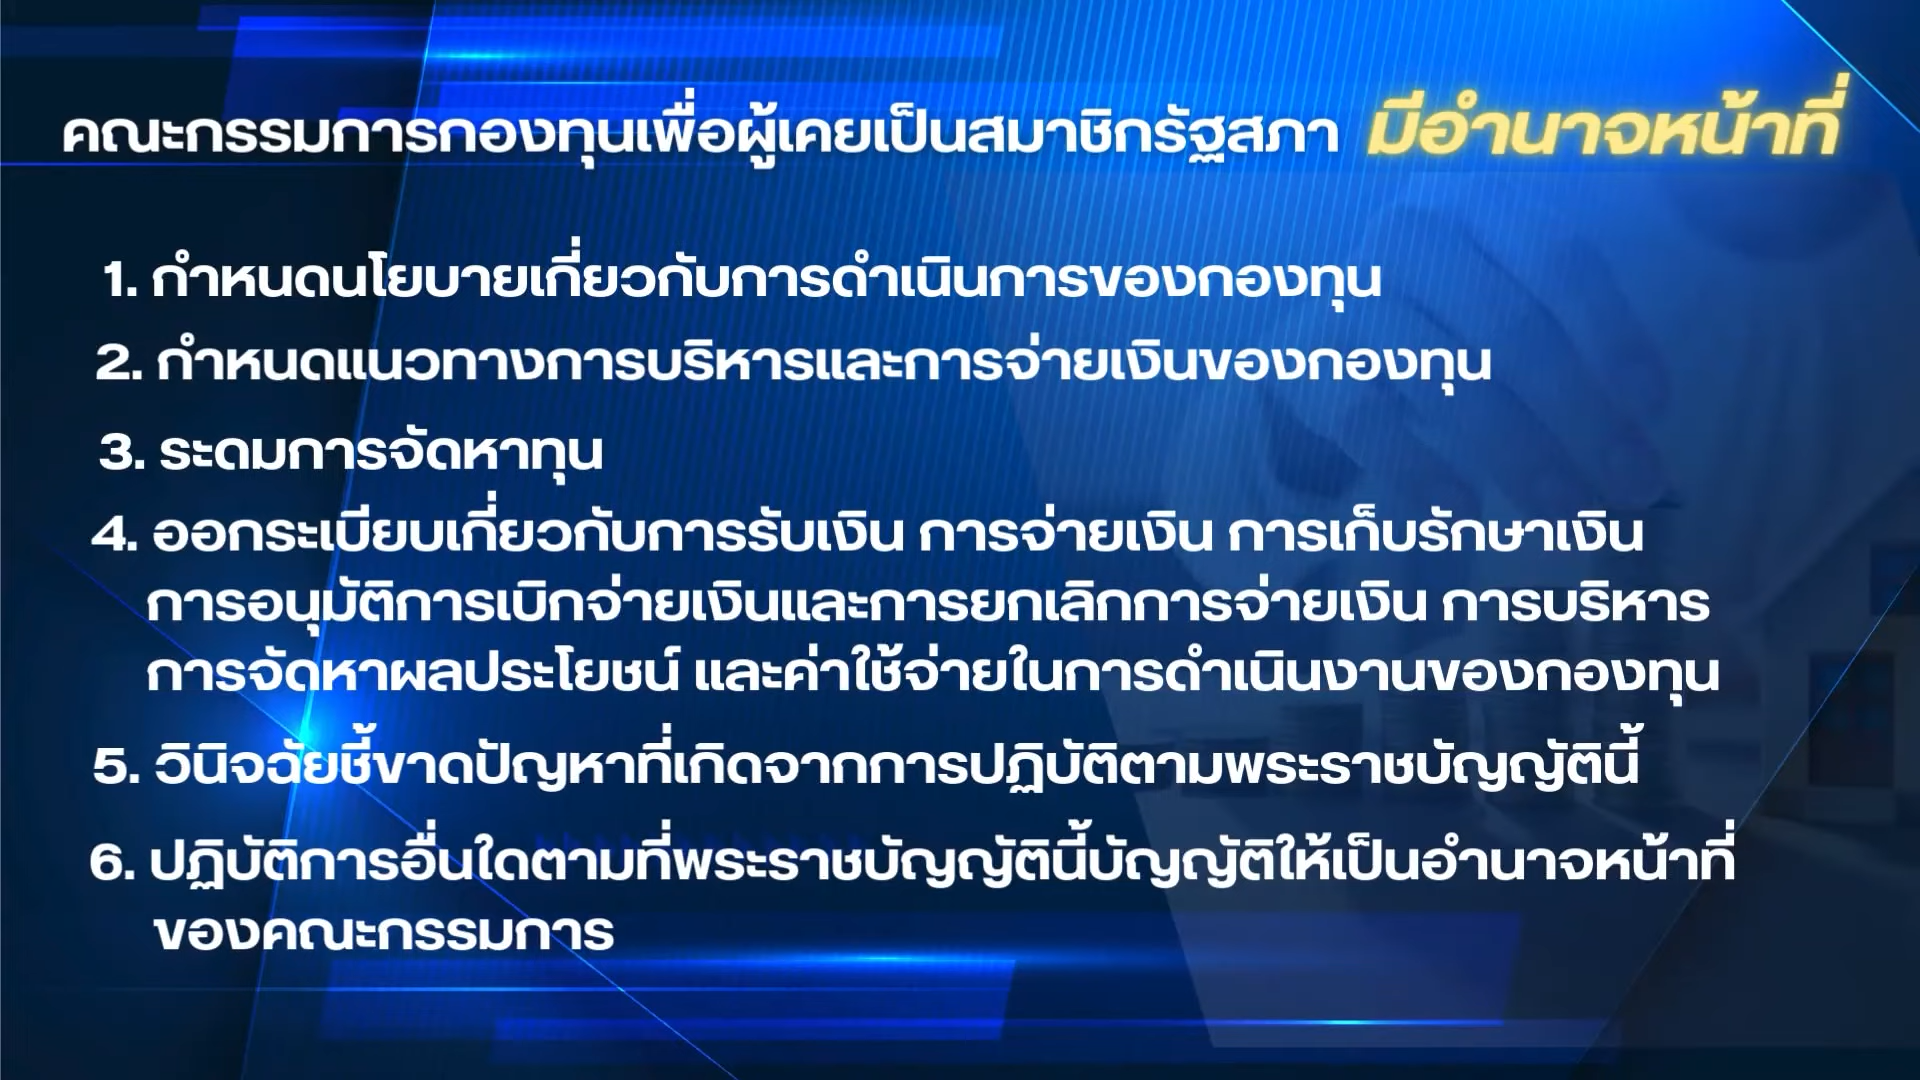 คณะกรรมการกองทุนเพื่อผู้เคยเป็นสมาชิกรัฐสภา มีอำนาจหน้าที่
1. กำหนดนโยบายเกี่ยวกับการดำเนินการของกองทุน
2. กำหนดแนวทางการบริหารและการจ่ายเงินของกองทุน
3. ระดมการจัดหาทุน
4. ออกระเบียบเกี่ยวกับการรับเงิน การจ่ายเงิน การเก็บรักษาเงิน
การอนุมัติการเบิกจ่ายเงินและการยกเลิกการจ่ายเงิน การบริหาร
การจัดหาผลประโยชน์ และค่าใช้จ่ายในการดำเนินงานของกองทุน
5. วินิจฉัยชี้ขาดปัญหาที่เกิดจากการปฏิบัติตามพระราชบัญญัตินี้
6. ปฏิบัติการอื่นใดตามที่พระราชบัญญัตินี้บัญญัติให้เป็นอำนาจหน้าที่
ของคณะกรรมการ